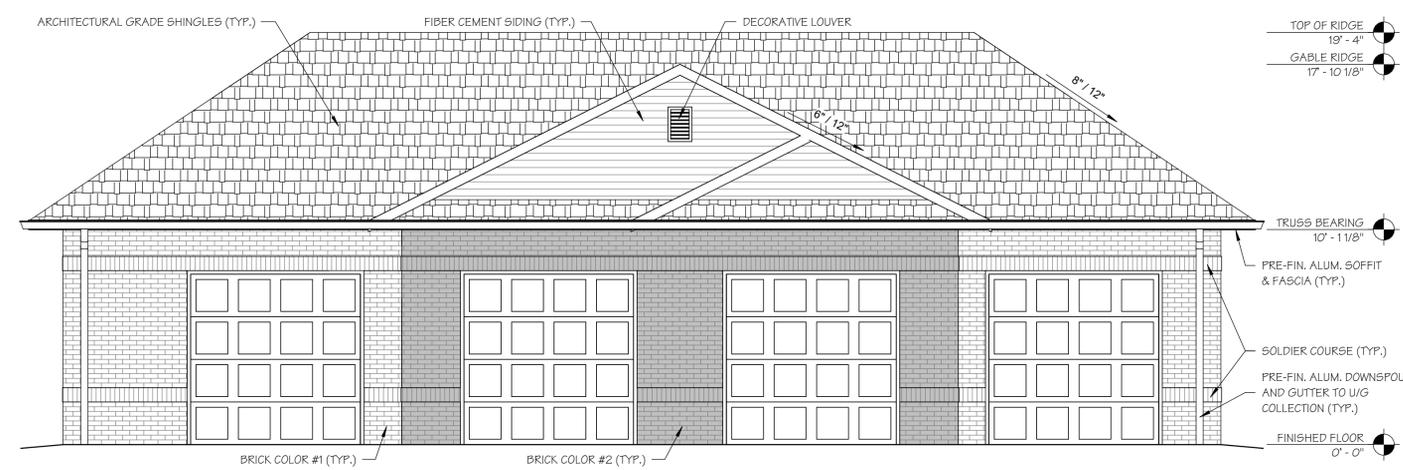 ARCHITECTURAL GRADE SHINGLES (TYP.)
FIBER CEMENT SIDING (TYP.)
DECORATIVE LOUVER
TOP OF RIDGE
19' - 4"
GABLE RIDGE
17' - 10 1/8"
8" / 12"
6" / 12"
TRUSS BEARING
10' - 1 1/8"
PRE-FIN. ALUM. SOFFIT
& FASCIA (TYP.)
SOLDIER COURSE (TYP.)
PRE-FIN. ALUM. DOWNSPOU
AND GUTTER TO U/G
COLLECTION (TYP.)
FINISHED FLOOR
0' - 0"
BRICK COLOR #1 (TYP.)
BRICK COLOR #2 (TYP.)